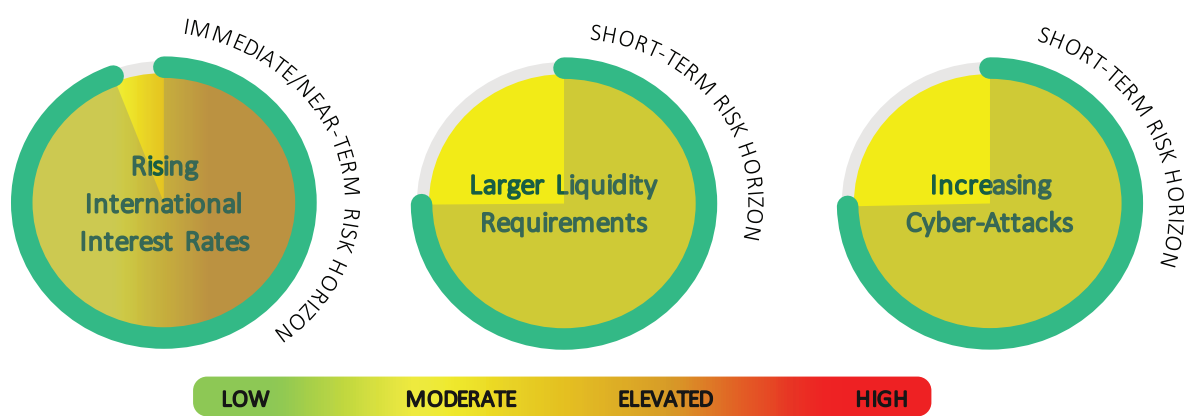 IMMEDIATE/NEAR-TERM RISK HORIZON
Rising
International
Interest Rates
SHORT-TERM RISK HORIZON
Larger Liquidity
Requirements
SHORT-TERM RISK HORIZON
Increasing
Cyber-Attacks
LOW MODERATE ELEVATED HIGH